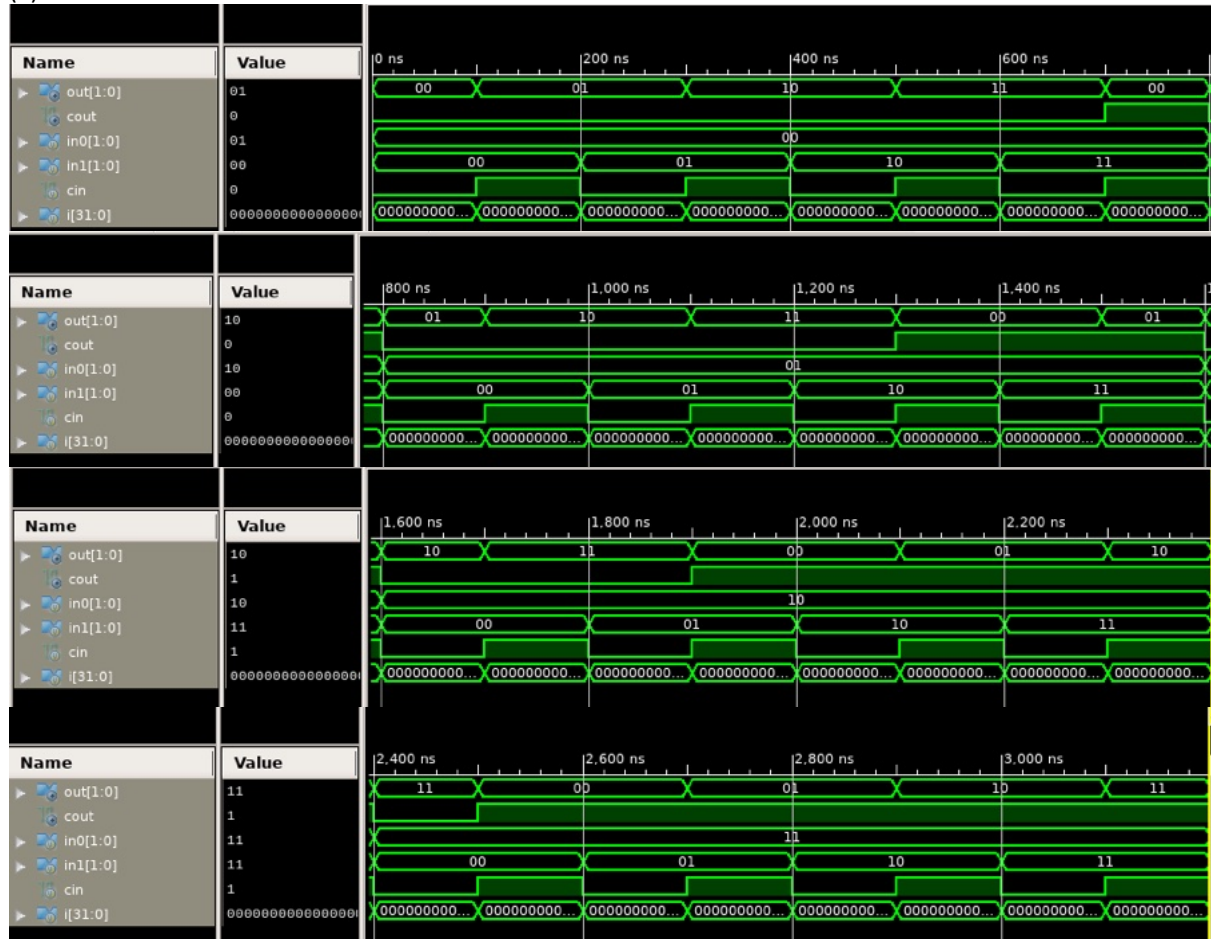 Name Value 0 ns 200 ns 400 ns 600 ns
out[1:0] 01 00 01 10 11 00
cout 0
in0[1:0] 01 00
in1[1:0] 00 00 01 10 11
cin 0
i[31:0] 0000000000000000 000000000... 000000000... 000000000... 000000000... 000000000... 000000000... 000000000... 000000000...
Name Value 800 ns 1,000 ns 1,200 ns 1,400 ns
out[1:0] 10 01 10 11 00 01
cout 0
in0[1:0] 10 01
in1[1:0] 00 00 01 10 11
cin 0
i[31:0] 0000000000000000 000000000... 000000000... 000000000... 000000000... 000000000... 000000000... 000000000... 000000000...
Name Value 1,600 ns 1,800 ns 2,000 ns 2,200 ns
out[1:0] 10 10 11 00 01 10
cout 1
in0[1:0] 10 10
in1[1:0] 11 00 01 10 11
cin 1
i[31:0] 0000000000000000 000000000... 000000000... 000000000... 000000000... 000000000... 000000000... 000000000... 000000000...
Name Value 2,400 ns 2,600 ns 2,800 ns 3,000 ns
out[1:0] 11 11 00 01 10 11
cout 1
in0[1:0] 11 11
in1[1:0] 11 00 01 10 11
cin 1
i[31:0] 0000000000000000 000000000... 000000000... 000000000... 000000000... 000000000... 000000000... 000000000... 000000000...